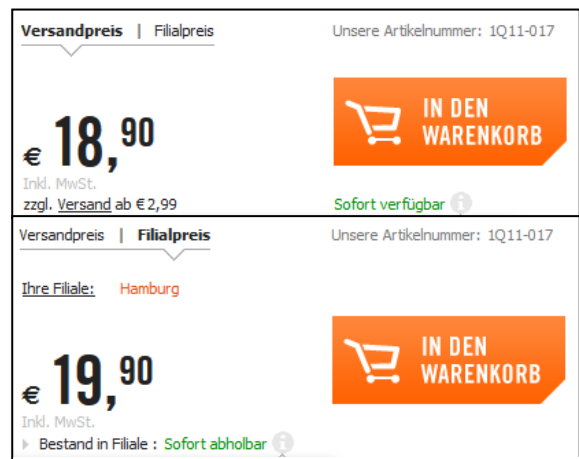 Versandpreis | Filialpreis
Unsere Artikelnummer: 1Q11-017
IN DEN
WARENKORB
€ 18,90
Inkl. MwSt.
zzgl. Versand ab € 2,99
Sofort verfügbar i
Versandpreis | Filialpreis
Unsere Artikelnummer: 1Q11-017
Ihre Filiale: Hamburg
IN DEN
WARENKORB
€ 19,90
Inkl. MwSt.
Bestand in Filiale : Sofort abholbar i